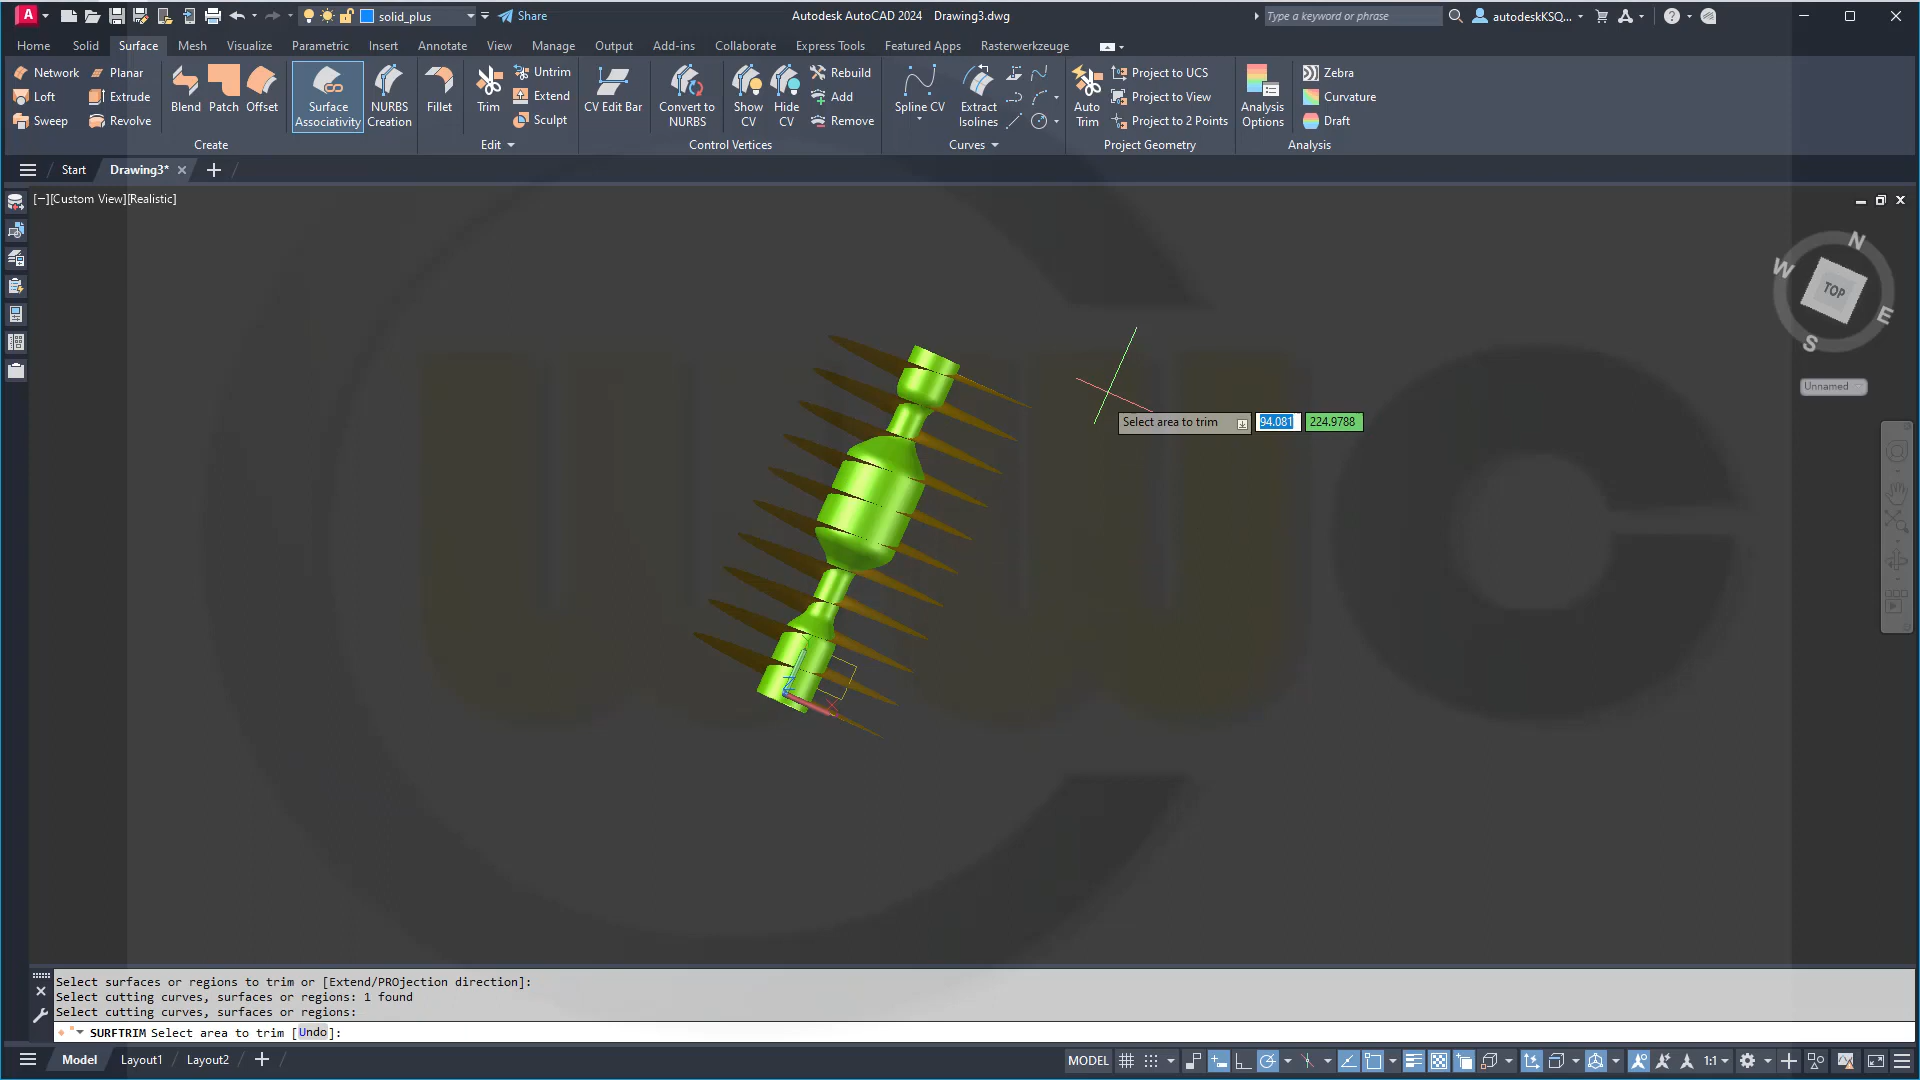 A solid_plus Share Autodesk AutoCAD 2024 Drawing3.dwg Type a keyword or phrase autodeskKSQ... ?
Home Solid Surface Mesh Visualize Parametric Insert Annotate View Manage Output Add-ins Collaborate Express Tools Featured Apps Rasterwerkzeuge
Network Planar
Loft Extrude
Sweep Revolve
Blend Patch Offset
Surface Associativity
NURBS Creation
Create
Fillet Trim
Untrim
Extend
Sculpt
Edit
CV Edit Bar
Convert to NURBS
Show CV
Hide CV
Rebuild
Add
Remove
Control Vertices
Spline CV
Extract Isolines
Curves
Auto Trim
Project to UCS
Project to View
Project to 2 Points
Project Geometry
Analysis Options
Zebra
Curvature
Draft
Analysis
Start Drawing3* +
[−][Custom View][Realistic]
N
W
TOP
E
S
Unnamed
Select area to trim 94.081 224.9788
Z
X
wwc
Select surfaces or regions to trim or [Extend/PROjection direction]:
Select cutting curves, surfaces or regions: 1 found
Select cutting curves, surfaces or regions:
SURFTRIM Select area to trim [Undo]:
Model Layout1 Layout2 + MODEL 1:1